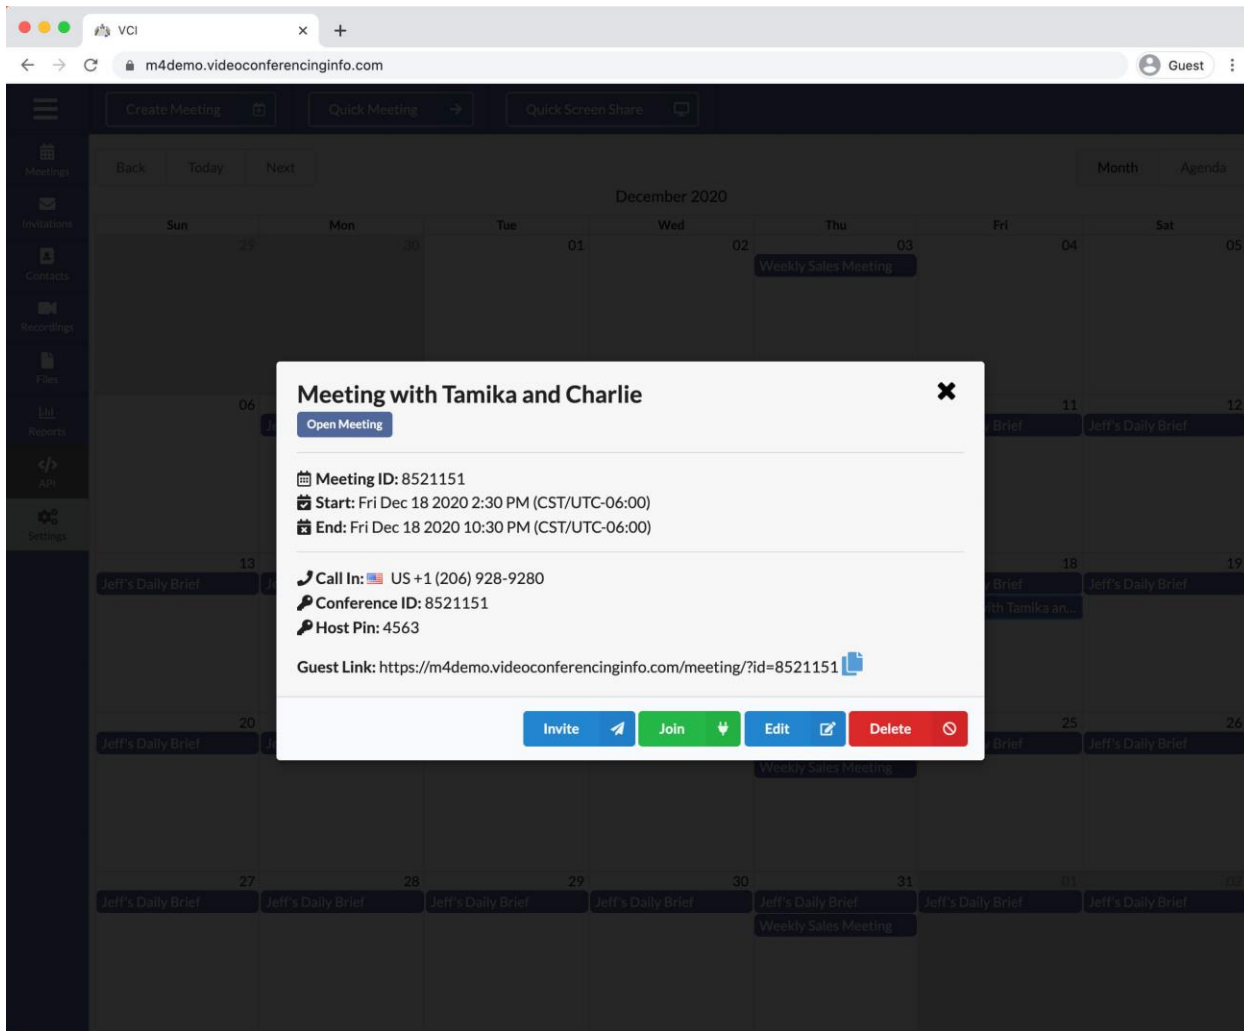 VCI
m4demo.videoconferencinginfo.com
Guest
Create Meeting
Quick Meeting
Quick Screen Share
Meetings
Invitations
Contacts
Recordings
Files
Reports
</>
API
Settings
Back Today Next
Month Agenda
December 2020
Sun Mon Tue Wed Thu Fri Sat
29 30 01 02 03 04 05
Weekly Sales Meeting
Meeting with Tamika and Charlie
Open Meeting
Meeting ID: 8521151
Start: Fri Dec 18 2020 2:30 PM (CST/UTC-06:00)
End: Fri Dec 18 2020 10:30 PM (CST/UTC-06:00)
Call In: US +1 (206) 928-9280
Conference ID: 8521151
Host Pin: 4563
Guest Link: https://m4demo.videoconferencinginfo.com/meeting/?id=8521151
Invite Join Edit Delete
06 11 12
Brief Jeff's Daily Brief
13 18 19
Jeff's Daily Brief Brief Jeff's Daily Brief
ith Tamika an...
20 25 26
Jeff's Daily Brief Brief Jeff's Daily Brief
Weekly Sales Meeting
27 28 29 30 31 01 02
Jeff's Daily Brief Jeff's Daily Brief Jeff's Daily Brief Jeff's Daily Brief Jeff's Daily Brief Jeff's Daily Brief Jeff's Daily Brief
Weekly Sales Meeting